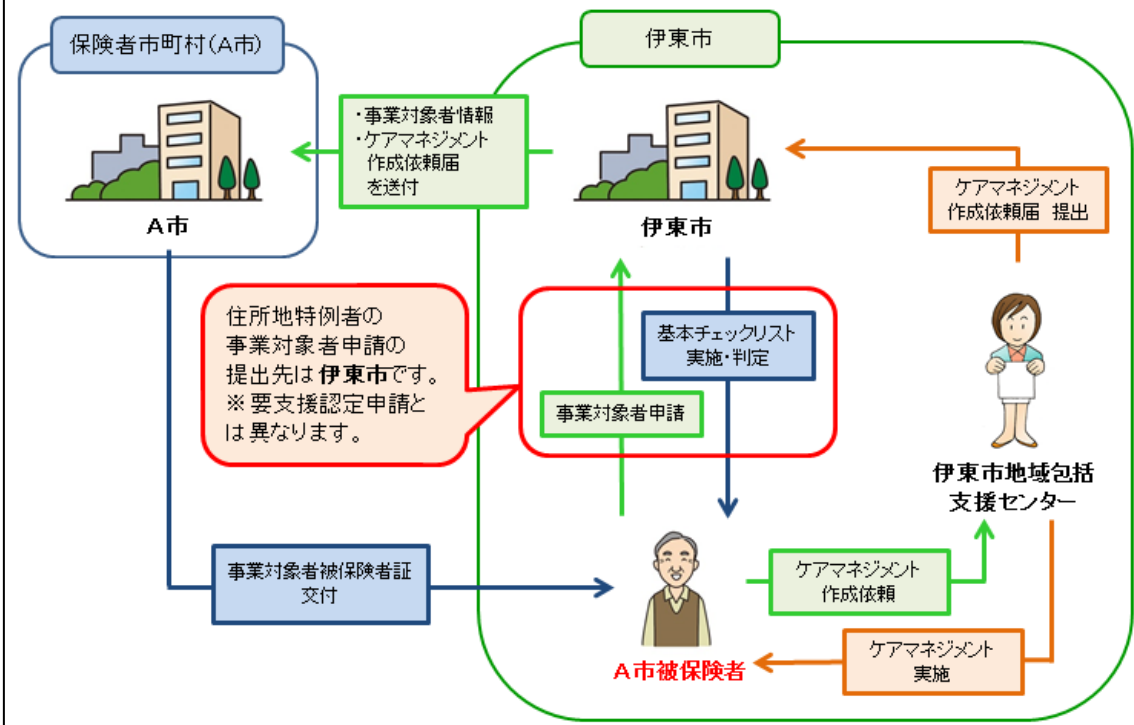 保険者市町村(A市)
伊東市
・事業対象者情報
・ケアマネジメント
作成依頼届
を送付
A市
伊東市
ケアマネジメント
作成依頼届 提出
住所地特例者の
事業対象者申請の
提出先は伊東市です。
※要支援認定申請と
は異なります。
基本チェックリスト
実施・判定
事業対象者申請
伊東市地域包括
支援センター
事業対象者被保険者証
交付
ケアマネジメント
作成依頼
A市被保険者
ケアマネジメント
実施